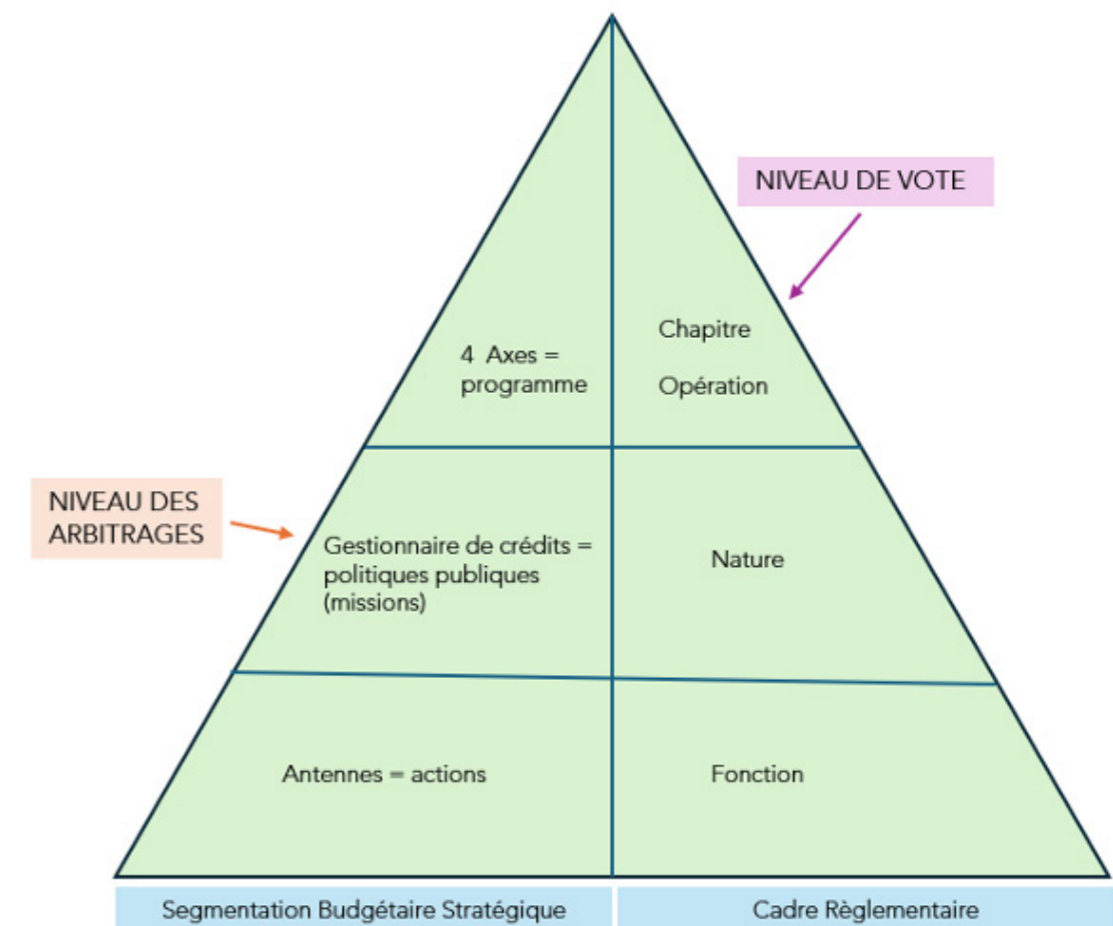 NIVEAU DE VOTE
Chapitre
4 Axes =
programme
Opération
NIVEAU DES
ARBITRAGES
Gestionnaire de crédits =
politiques publiques
(missions)
Nature
Antennes = actions
Fonction
Segmentation Budgétaire Stratégique
Cadre Règlementaire